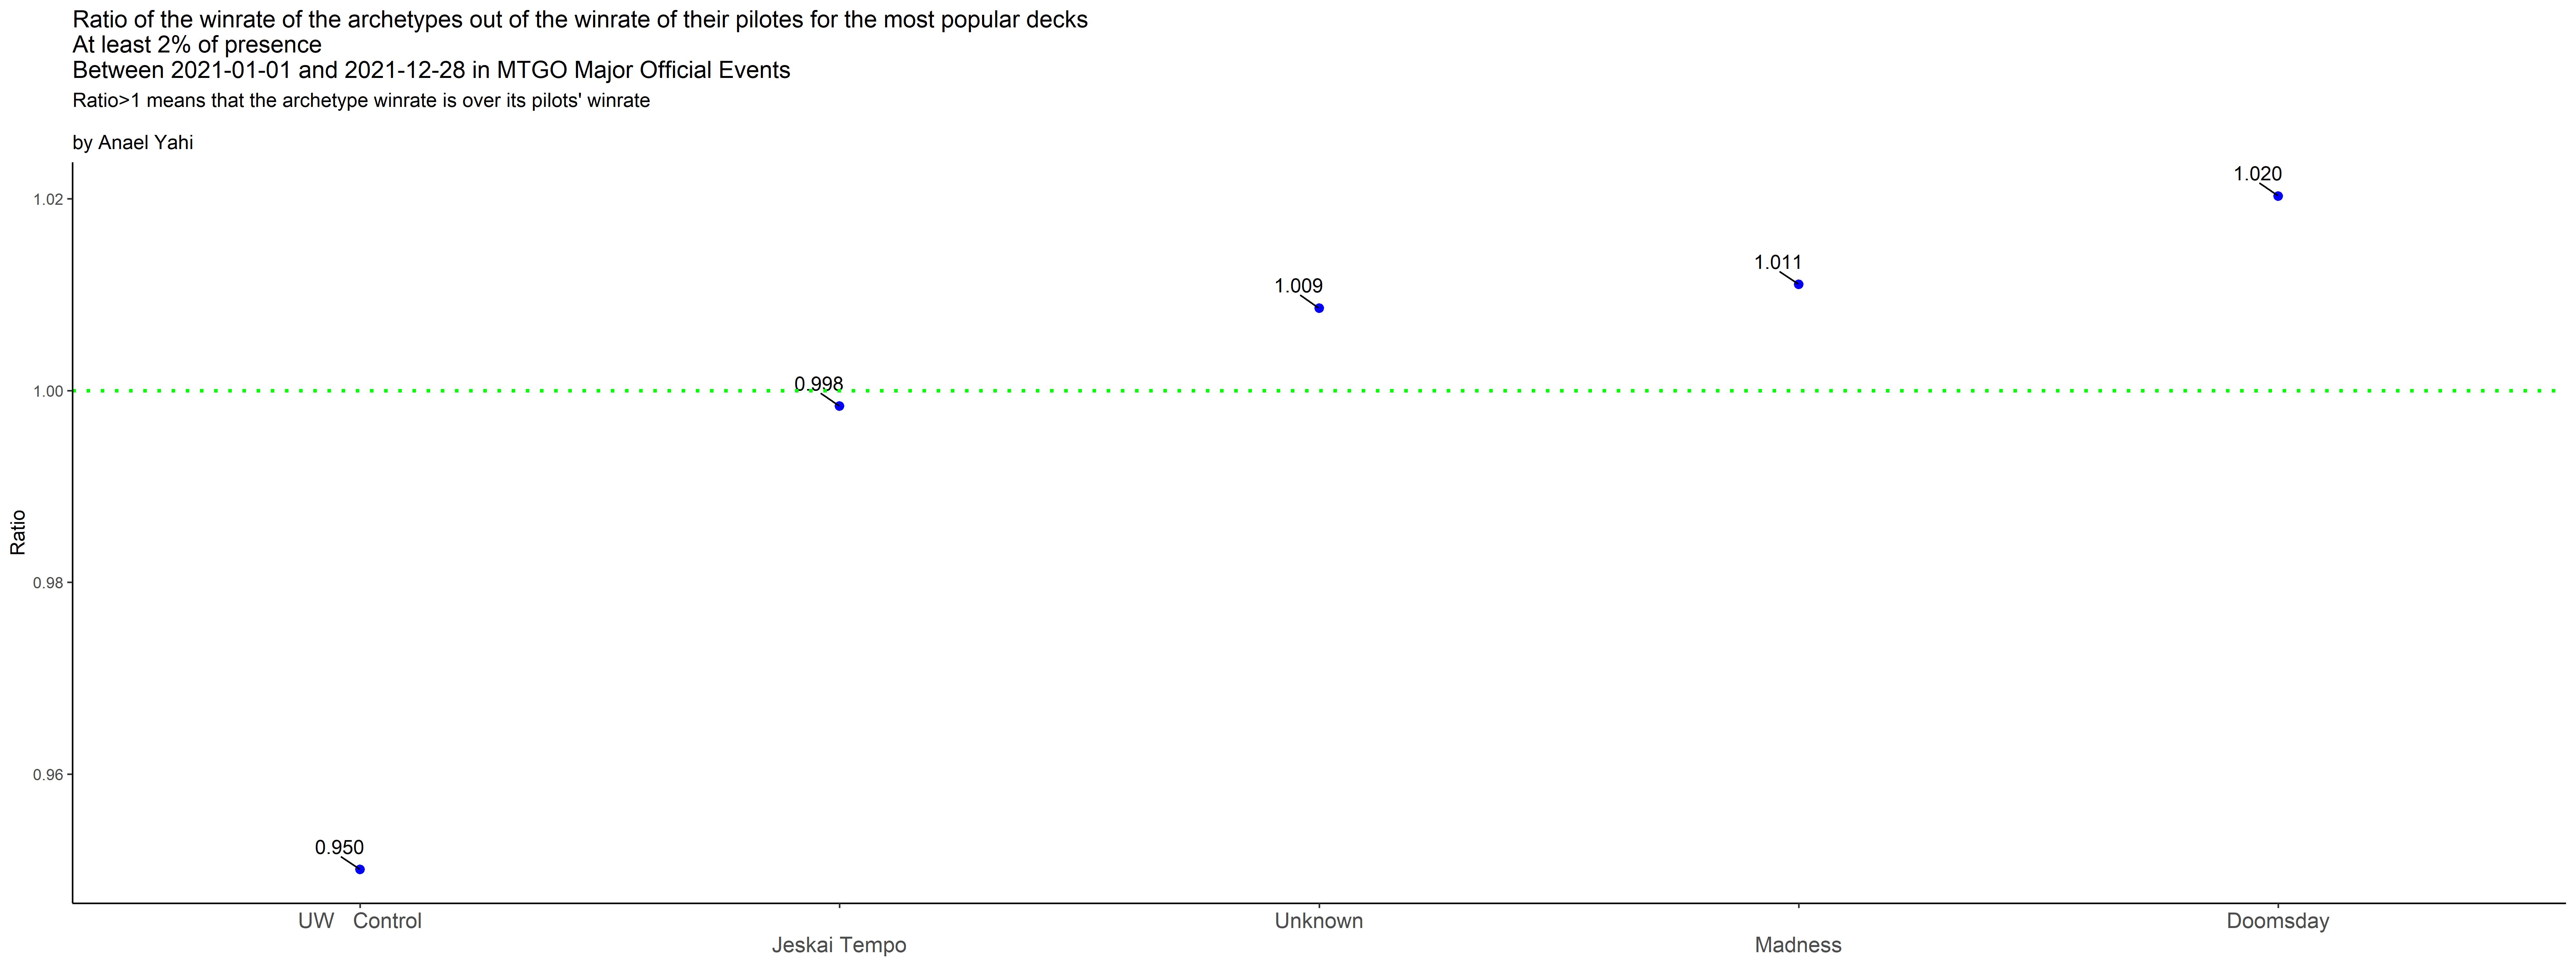 Ratio of the winrate of the archetypes out of the winrate of their pilotes for the most popular decks
At least 2% of presence
Between 2021-01-01 and 2021-12-28 in MTGO Major Official Events
Ratio>1 means that the archetype winrate is over its pilots' winrate
by Anael Yahi
1.020
1.02
1.011
1.009
0.998
1.00
Ratio
0.98
0.96
0.950
UW   Control
Jeskai Tempo
Unknown
Madness
Doomsday